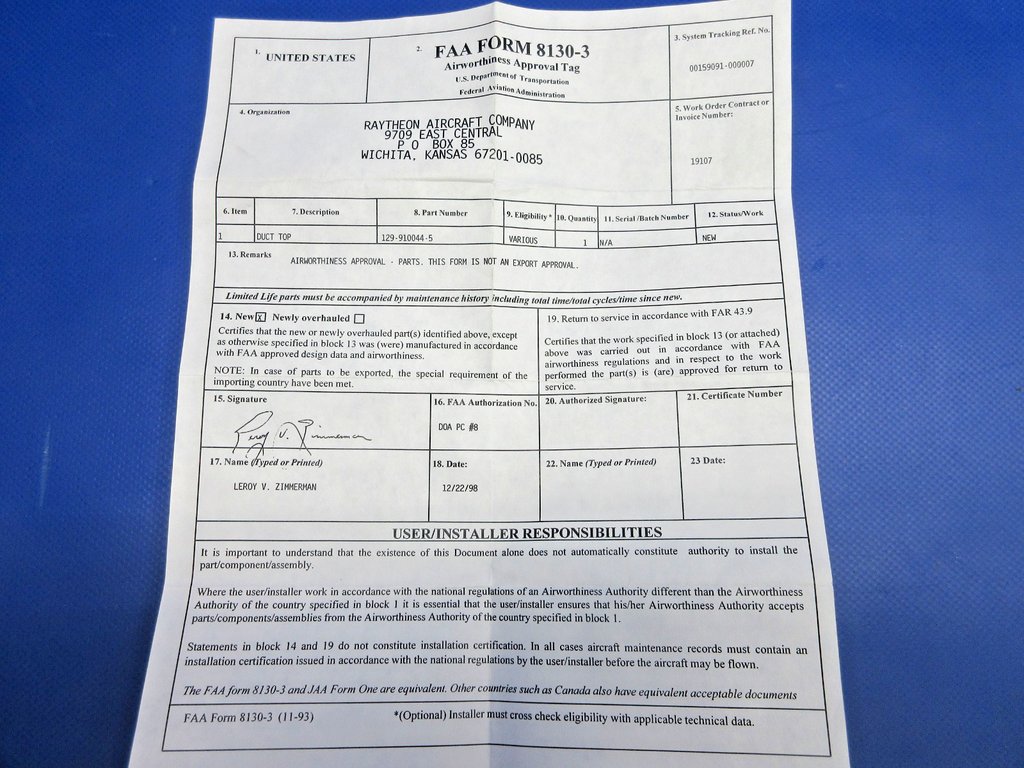 1. UNITED STATES
2. FAA FORM 8130-3
Airworthiness Approval Tag
U.S. Department of Transportation
Federal Aviation Administration
3. System Tracking Ref. No.
00159091-000007
4. Organization
RAYTHEON AIRCRAFT COMPANY
9709 EAST CENTRAL
P O BOX 85
WICHITA, KANSAS 67201-0085
5. Work Order Contract or
Invoice Number:
19107
6. Item 7. Description 8. Part Number 9. Eligibility * 10. Quantity 11. Serial /Batch Number 12. Status/Work
1 DUCT TOP 129-910044-5 VARIOUS 1 N/A NEW
13. Remarks AIRWORTHINESS APPROVAL - PARTS. THIS FORM IS NOT AN EXPORT APPROVAL.
Limited Life parts must be accompanied by maintenance history including total time/total cycles/time since new.
14. New X Newly overhauled
Certifies that the new or newly overhauled part(s) identified above, except
as otherwise specified in block 13 was (were) manufactured in accordance
with FAA approved design data and airworthiness.
NOTE: In case of parts to be exported, the special requirement of the
importing country have been met.
19. Return to service in accordance with FAR 43.9
Certifies that the work specified in block 13 (or attached)
above was carried out in accordance with FAA
airworthiness regulations and in respect to the work
performed the part(s) is (are) approved for return to
service.
15. Signature
Leroy V. Zimmerman
16. FAA Authorization No.
DOA PC #8
20. Authorized Signature:
21. Certificate Number
17. Name (Typed or Printed)
LEROY V. ZIMMERMAN
18. Date:
12/22/98
22. Name (Typed or Printed)
23 Date:
USER/INSTALLER RESPONSIBILITIES
It is important to understand that the existence of this Document alone does not automatically constitute authority to install the
part/component/assembly.
Where the user/installer work in accordance with the national regulations of an Airworthiness Authority different than the Airworthiness
Authority of the country specified in block 1 it is essential that the user/installer ensures that his/her Airworthiness Authority accepts
parts/components/assemblies from the Airworthiness Authority of the country specified in block 1.
Statements in block 14 and 19 do not constitute installation certification. In all cases aircraft maintenance records must contain an
installation certification issued in accordance with the national regulations by the user/installer before the aircraft may be flown.
The FAA form 8130-3 and JAA Form One are equivalent. Other countries such as Canada also have equivalent acceptable documents
FAA Form 8130-3 (11-93) *(Optional) Installer must cross check eligibility with applicable technical data.